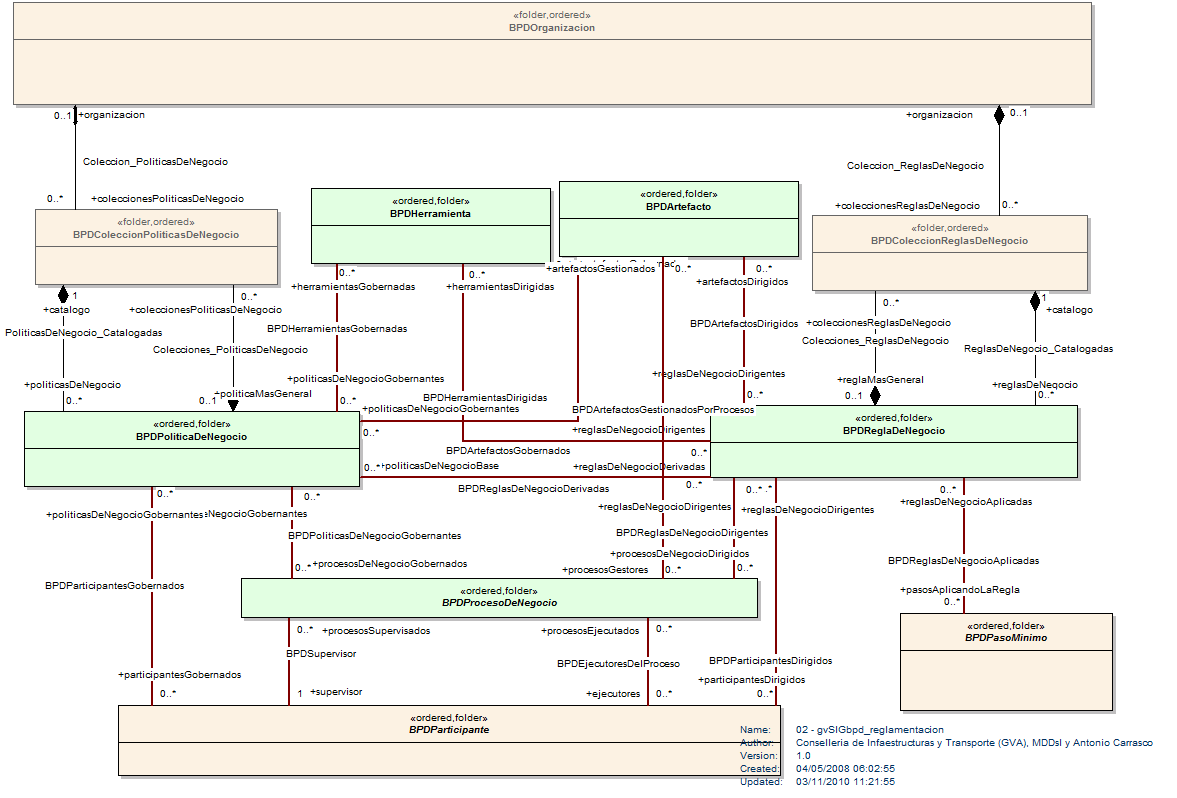 «folder,ordered»
BPDOrganizacion
0..1
+organizacion
+organizacion
0..1
Coleccion_PoliticasDeNegocio
Coleccion_ReglasDeNegocio
0..*
+coleccionesPoliticasDeNegocio
+coleccionesReglasDeNegocio
0..*
«folder,ordered»
BPDColeccionPoliticasDeNegocio
«ordered,folder»
BPDHerramienta
«ordered,folder»
BPDArtefacto
«folder,ordered»
BPDColeccionReglasDeNegocio
1
+catalogo
0..*
+coleccionesPoliticasDeNegocio
0..*
+herramientasGobernadas
0..*
+herramientasDirigidas
+artefactosGestionados
0..*
0..*
+artefactosDirigidos
0..*
+coleccionesReglasDeNegocio
1
+catalogo
PoliticasDeNegocio_Catalogadas
Colecciones_PoliticasDeNegocio
BPDHerramientasGobernadas
BPDArtefactosDirigidos
Colecciones_ReglasDeNegocio
ReglasDeNegocio_Catalogadas
+politicasDeNegocio
0..*
+politicaMasGeneral
0..1
+politicasDeNegocioGobernantes
0..*
BPDHerramientasDirigidas
+reglasDeNegocioDirigentes
0..*
+reglaMasGeneral
0..1
+reglasDeNegocio
0..*
«ordered,folder»
BPDPoliticaDeNegocio
+politicasDeNegocioGobernantes
0..*
BPDArtefactosGestionadosPorProcesos
+reglasDeNegocioDirigentes
0..*
BPDArtefactosGobernados
«ordered,folder»
BPDReglaDeNegocio
0..*
+politicasDeNegocioBase
+reglasDeNegocioDerivadas
0..*
BPDReglasDeNegocioDerivadas
0..*
+politicasDeNegocioGobernantes
0..*
eNegocioGobernantes
+reglasDeNegocioDirigentes
0..*
.*
+reglasDeNegocioDirigentes
0..*
+reglasDeNegocioAplicadas
BPDPoliticasDeNegocioGobernantes
BPDReglasDeNegocioDirigentes
BPDParticipantesGobernados
0..*
+procesosDeNegocioGobernados
+procesosDeNegocioDirigidos
+procesosGestores
0..*
0..*
BPDReglasDeNegocioAplicadas
+pasosAplicandoLaRegla
0..*
«ordered,folder»
BPDProcesoDeNegocio
«ordered,folder»
BPDPasoMinimo
0..*
+procesosSupervisados
+procesosEjecutados
0..*
BPDSupervisor
BPDEjecutoresDelProceso
BPDParticipantesDirigidos
+participantesGobernados
0..*
1
+supervisor
+ejecutores
0..*
+participantesDirigidos
0..*
«ordered,folder»
BPDParticipante
Name: 02 - gvSIGbpd_reglamentacion
Author: Conselleria de Infaestructuras y Transporte (GVA), MDDsl y Antonio Carrasco
Version: 1.0
Created: 04/05/2008 06:02:55
Updated: 03/11/2010 11:21:55